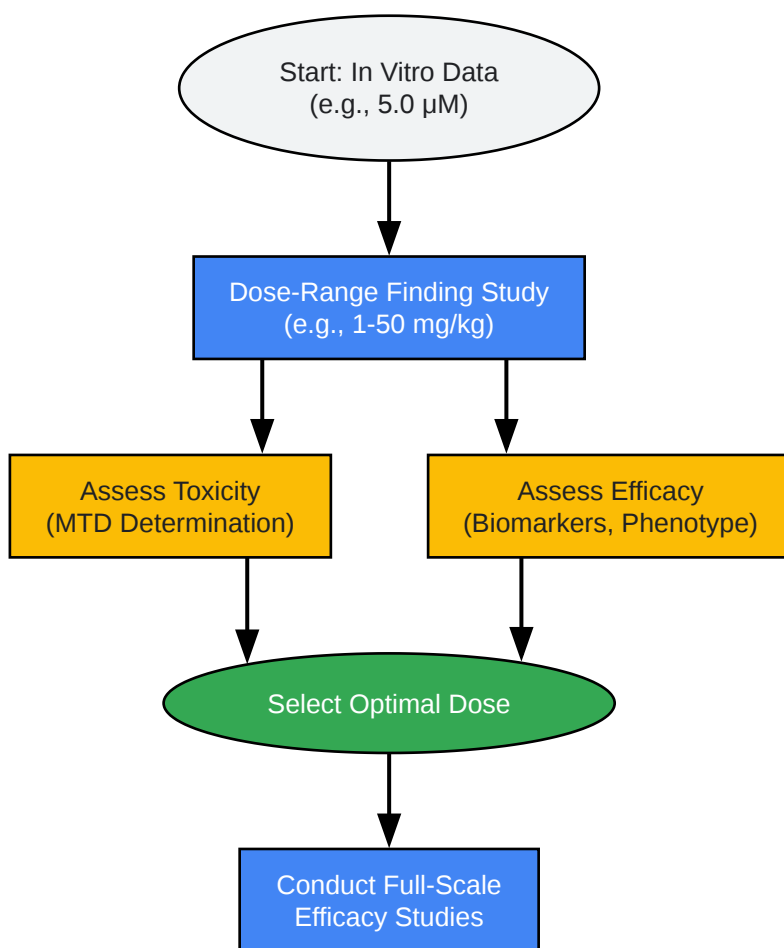 Start: In Vitro Data
(e.g., 5.0 μM)
Dose-Range Finding Study
(e.g., 1-50 mg/kg)
Assess Toxicity
(MTD Determination)
Assess Efficacy
(Biomarkers, Phenotype)
Select Optimal Dose
Conduct Full-Scale
Efficacy Studies